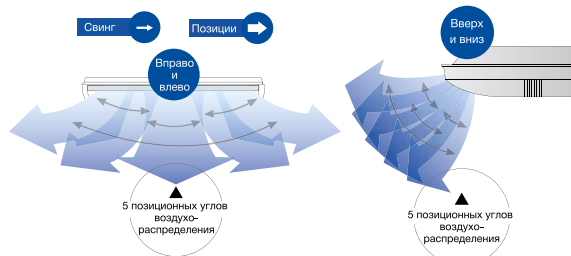 Свинг
Позиции
Вправо
и
влево
5 позиционных углов
воздухо-
распределения
Вверх
и вниз
5 позиционных углов
воздухо-
распределения